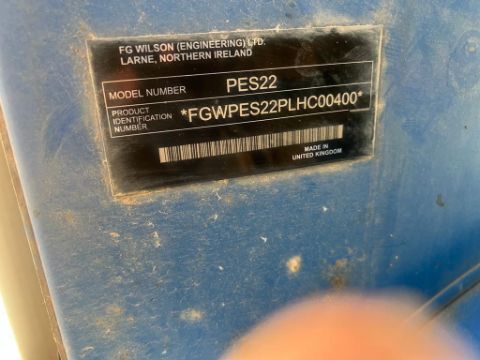 FG WILSON (ENGINEERING) LTD.
LARNE, NORTHERN IRELAND
MODEL NUMBER PES22
PRODUCT
IDENTIFICATION
NUMBER
*FGWPES22PLHC00400*
MADE IN
UNITED KINGDOM